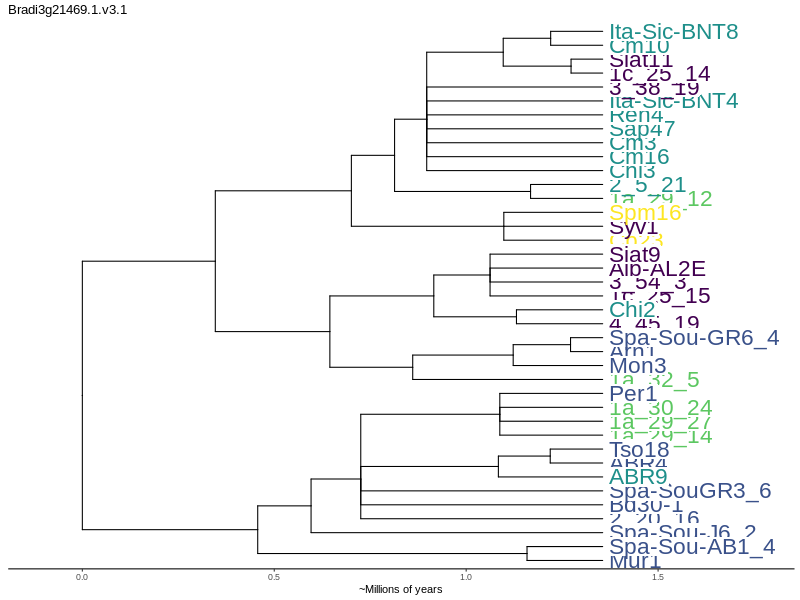 Bradi3g21469.1.v3.1
Ita-Sic-BNT8
Cm10
Siat11
1c_25_14
3_38_19
Ita-Sic-BNT4
Ren4
Sap47
Cm3
Cm16
Chi3
2_5_21
1a_29_12
Spm16
Syv1
Siat9
Alb-AL2E
3_54_3
1c_25_15
Chi2
4_45_19
Spa-Sou-GR6_4
Arn1
Mon3
1a_32_5
Per1
1a_30_24
1a_29_27
1a_29_14
Tso18
ABR4
ABR9
Spa-SouGR3_6
Bd30-1
2_20_16
Spa-Sou-J6_2
Spa-Sou-AB1_4
Mur1
0.0 0.5 1.0 1.5
~Millions of years